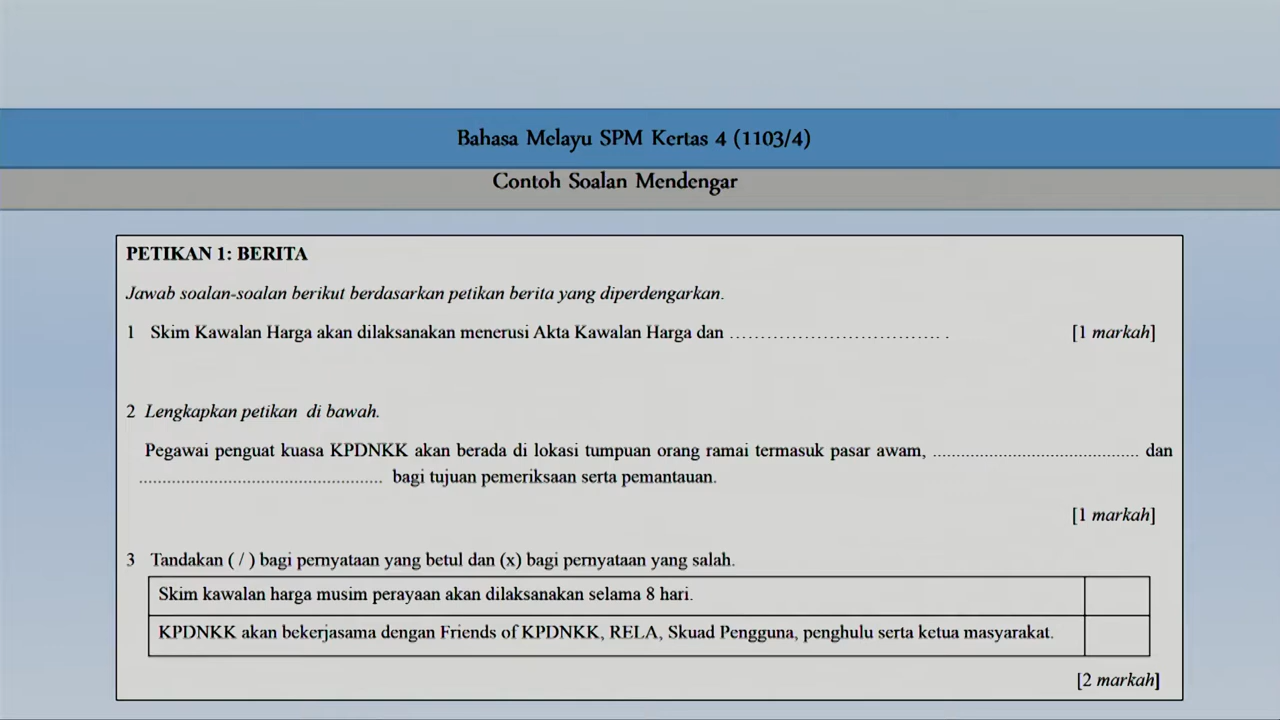 Bahasa Melayu SPM Kertas 4 (1103/4)
Contoh Soalan Mendengar
PETIKAN 1: BERITA
Jawab soalan-soalan berikut berdasarkan petikan berita yang diperdengarkan.
1 Skim Kawalan Harga akan dilaksanakan menerusi Akta Kawalan Harga dan .................................. . [1 markah]
2 Lengkapkan petikan di bawah.
Pegawai penguat kuasa KPDNKK akan berada di lokasi tumpuan orang ramai termasuk pasar awam, ............................................ dan
.................................................... bagi tujuan pemeriksaan serta pemantauan.
[1 markah]
3 Tandakan ( / ) bagi pernyataan yang betul dan (x) bagi pernyataan yang salah.
Skim kawalan harga musim perayaan akan dilaksanakan selama 8 hari.
KPDNKK akan bekerjasama dengan Friends of KPDNKK, RELA, Skuad Pengguna, penghulu serta ketua masyarakat.
[2 markah]